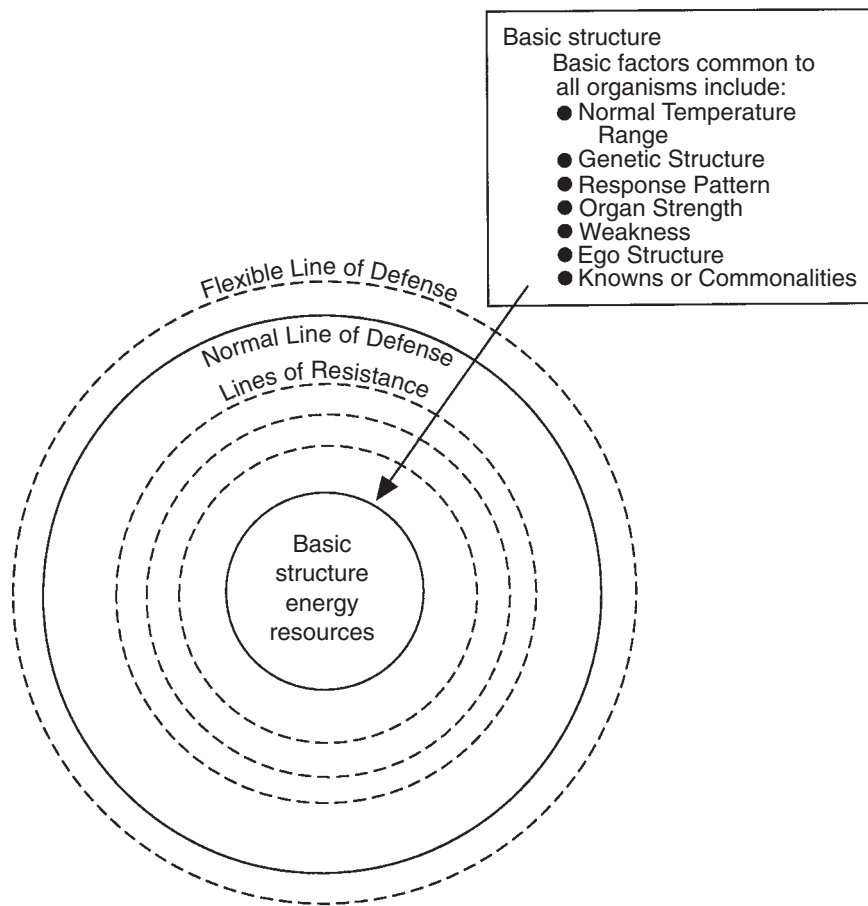 Basic structure
Basic factors common to
all organisms include:
● Normal Temperature
Range
● Genetic Structure
● Response Pattern
● Organ Strength
● Weakness
● Ego Structure
● Knowns or Commonalities
Flexible Line of Defense
Normal Line of Defense
Lines of Resistance
Basic
structure
energy
resources